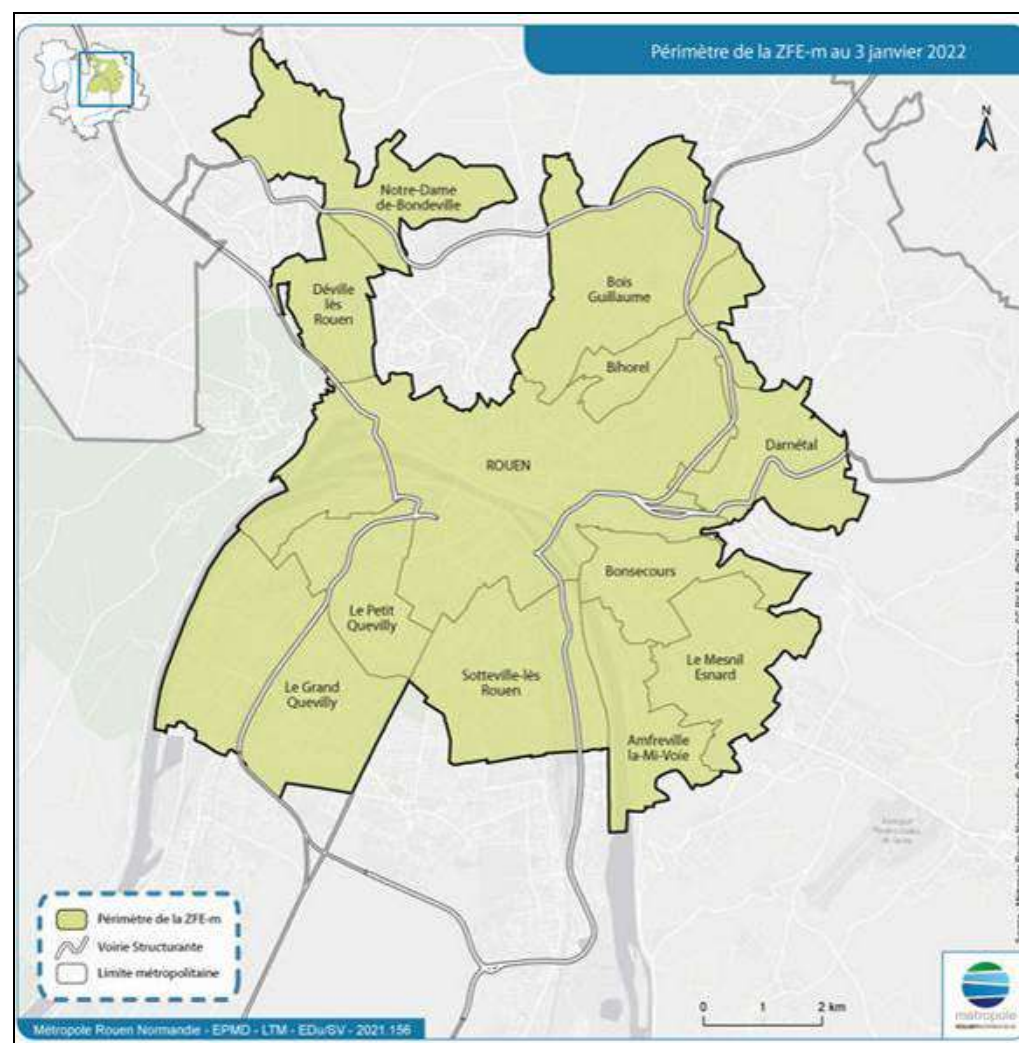 Périmètre de la ZFE-m au 3 janvier 2022
N
Notre-Dame
de-Bondeville
Déville
lès
Rouen
Bois
Guillaume
Bihorel
Darnétal
ROUEN
Bonsecours
Le Petit
Quevilly
Le Mesnil
Esnard
Sotteville-lès
Rouen
Le Grand
Quevilly
Amfreville
la-Mi-Voie
Périmètre de la ZFE-m
Voirie Structurante
Limite métropolitaine
0 1 2 km
métropole
Métropole Rouen Normandie - EPMD - LTM - EDu/SV - 2021.156